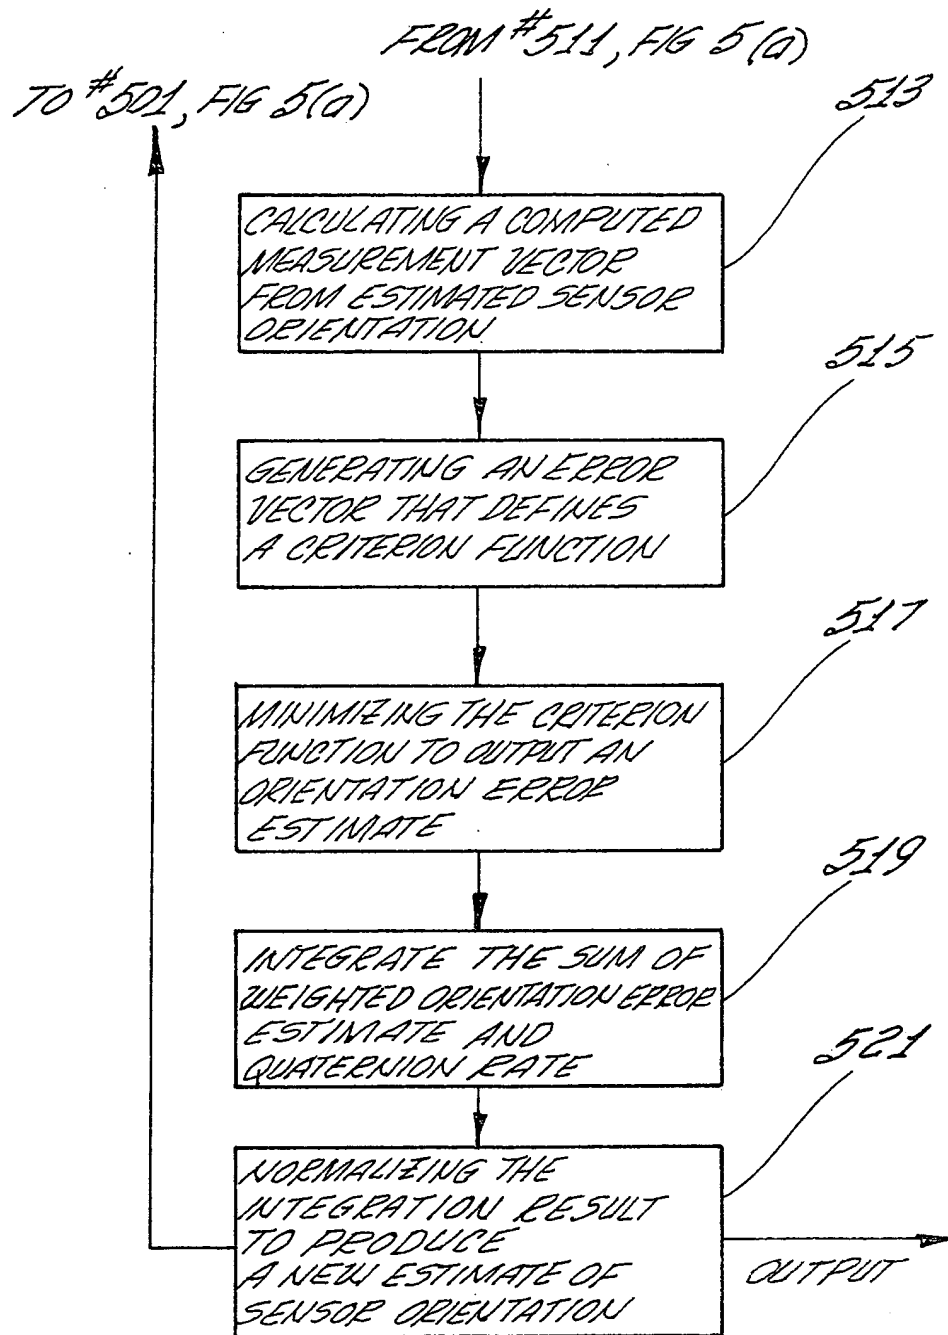 FROM #511, FIG 5(a)
TO #501, FIG 5(a)
513
CALCULATING A COMPUTED
MEASUREMENT VECTOR
FROM ESTIMATED SENSOR
ORIENTATION
515
GENERATING AN ERROR
VECTOR THAT DEFINES
A CRITERION FUNCTION
517
MINIMIZING THE CRITERION
FUNCTION TO OUTPUT AN
ORIENTATION ERROR
ESTIMATE
519
INTEGRATE THE SUM OF
WEIGHTED ORIENTATION ERROR
ESTIMATE AND
QUATERNION RATE
521
NORMALIZING THE
INTEGRATION RESULT
TO PRODUCE
A NEW ESTIMATE OF
SENSOR ORIENTATION
OUTPUT